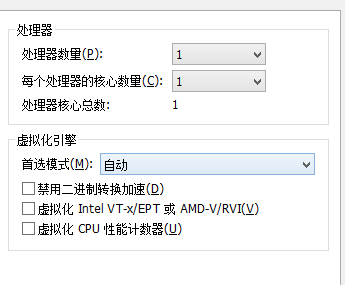 处理器
处理器数量(P): 1
每个处理器的核心数量(C): 1
处理器核心总数: 1
虚拟化引擎
首选模式(M): 自动
禁用二进制转换加速(D)
虚拟化 Intel VT-x/EPT 或 AMD-V/RVI(V)
虚拟化 CPU 性能计数器(U)